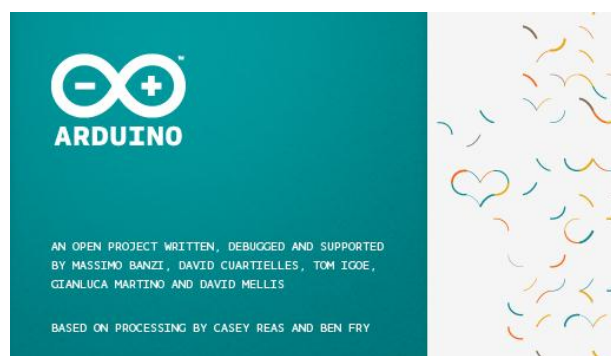 ARDUINO
AN OPEN PROJECT WRITTEN, DEBUGGED AND SUPPORTED
BY MASSIMO BANZI, DAVID CUARTIELLES, TOM IGOE,
GIANLUCA MARTINO AND DAVID MELLIS
BASED ON PROCESSING BY CASEY REAS AND BEN FRY